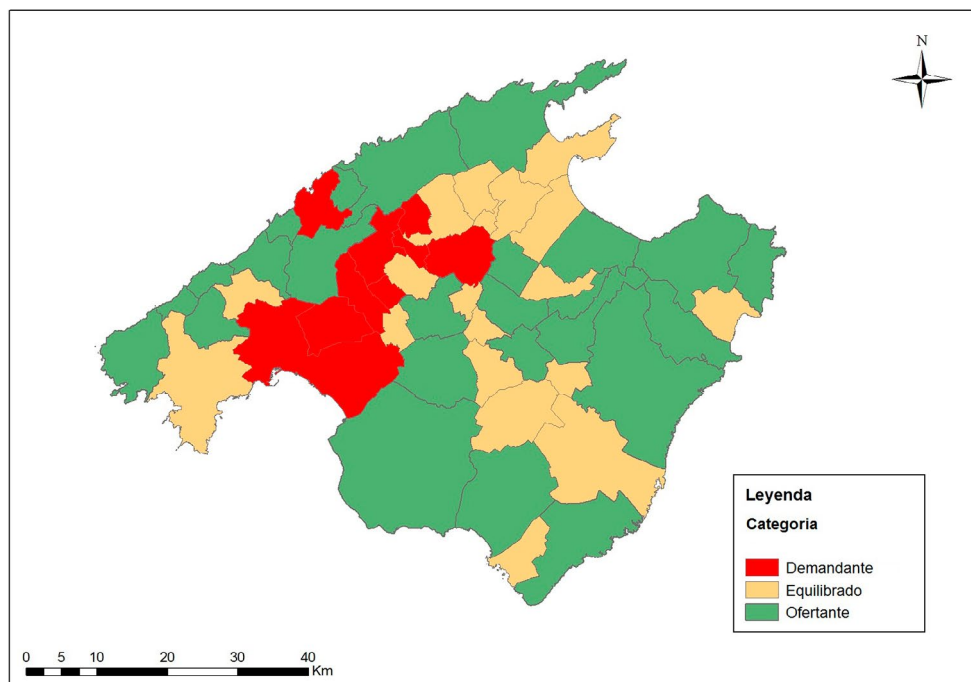 N
Leyenda
Categoria
Demandante
Equilibrado
Ofertante
0 5 10 20 30 40
Km